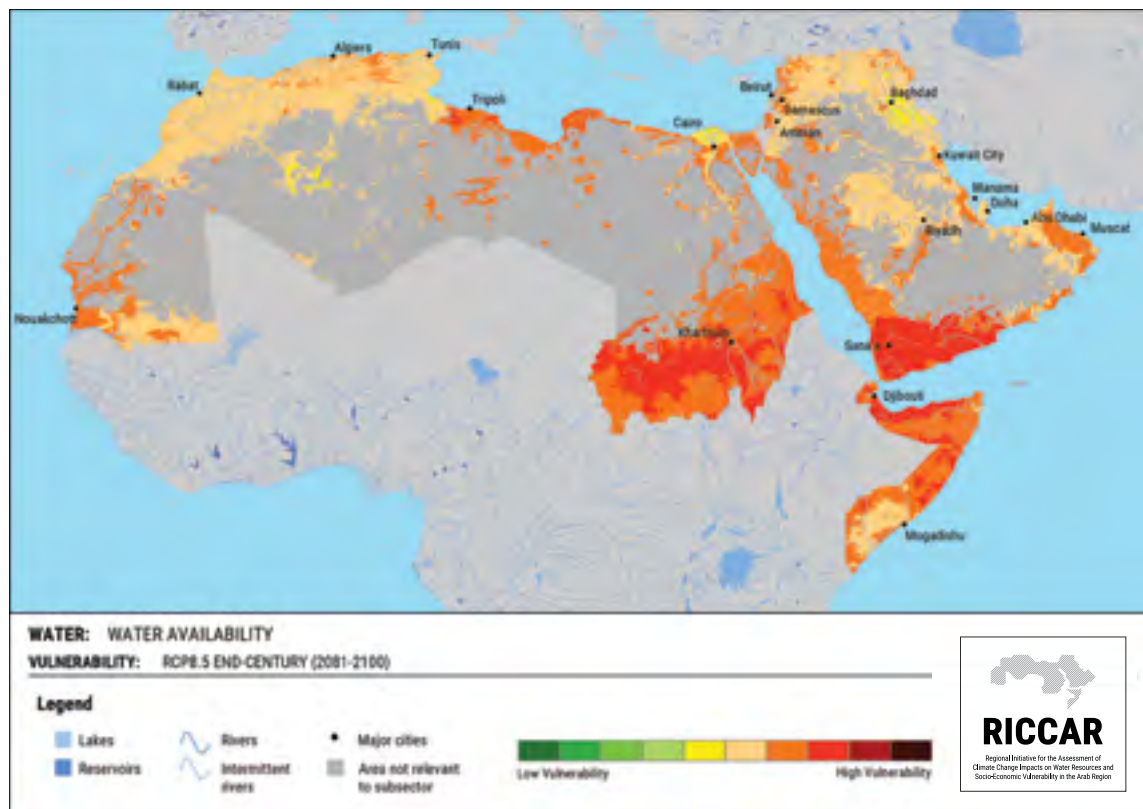 Algiers
Tunis
Rabat
Tripoli
Beirut
Damascus
Baghdad
Cairo
Amman
Kuwait City
Manama
Doha
Abu Dhabi
Riyadh
Muscat
Nouakchott
Khartoum
Sana'a
Djibouti
Mogadishu
WATER: WATER AVAILABILITY
VULNERABILITY: RCP8.5 END-CENTURY (2081-2100)
Legend
Lakes
Rivers
Major cities
Reservoirs
Intermittent
rivers
Area not relevant
to subsector
Low Vulnerability
High Vulnerability
RICCAR
Regional Initiative for the Assessment of
Climate Change Impacts on Water Resources and
Socio-Economic Vulnerability in the Arab Region